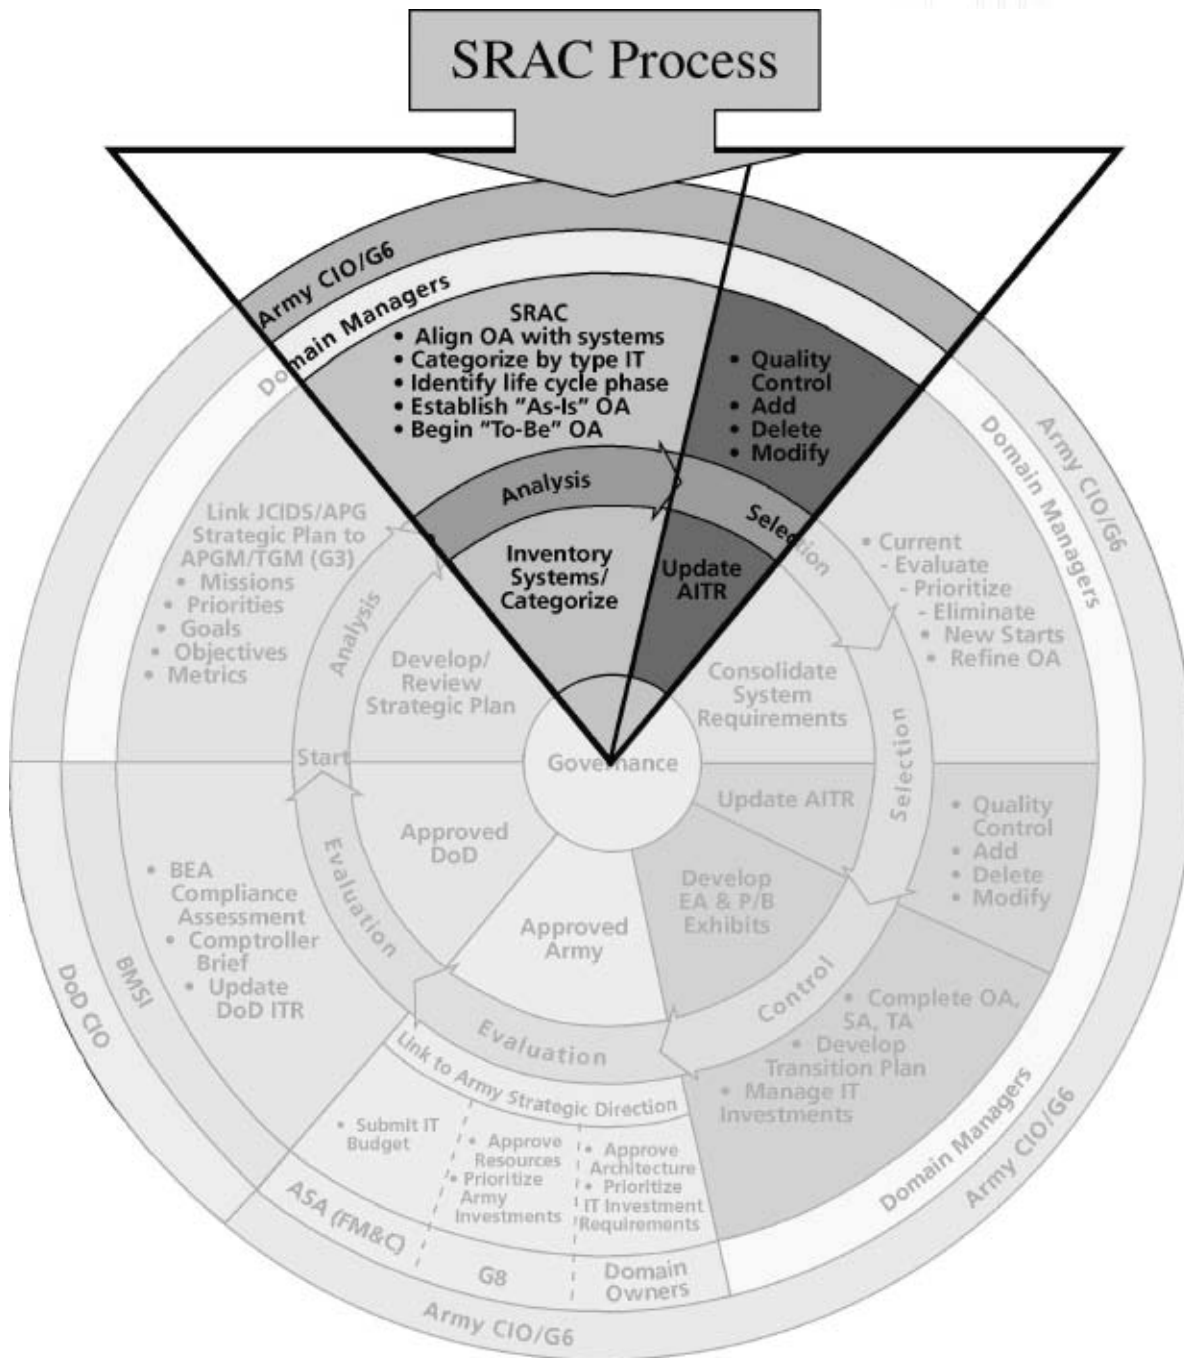 SRAC Process
Army CIO/G6
Domain Managers
SRAC
• Align OA with systems
• Categorize by type IT
• Identify life cycle phase
• Establish "As-Is" OA
• Begin "To-Be" OA
• Quality
Control
• Add
• Delete
• Modify
Analysis
Selection
Inventory
Systems/
Categorize
Update
AITR
Army CIO/G6
Domain Managers
Link JCIDS/APG
Strategic Plan to
APGM/TGM (G3)
• Missions
• Priorities
• Goals
• Objectives
• Metrics
Analysis
Develop/
Review
Strategic Plan
• Current
- Evaluate
- Prioritize
- Eliminate
• New Starts
• Refine OA
Consolidate
System
Requirements
Start
Governance
Selection
Update AITR
• Quality
Control
• Add
• Delete
• Modify
Approved
DoD
Evaluation
• BEA
Compliance
Assessment
• Comptroller
Brief
• Update
DoD ITR
BMSI
DoD CIO
Develop
EA & P/B
Exhibits
Approved
Army
Control
• Complete OA,
SA, TA
• Develop
Transition Plan
• Manage IT
Investments
Evaluation
Link to Army Strategic Direction
• Submit IT
Budget
• Approve
Resources
• Prioritize
Army
Investments
• Approve
Architecture
• Prioritize
IT Investment
Requirements
Domain Managers
Army CIO/G6
ASA (FM&C)
G8
Domain
Owners
Army CIO/G6